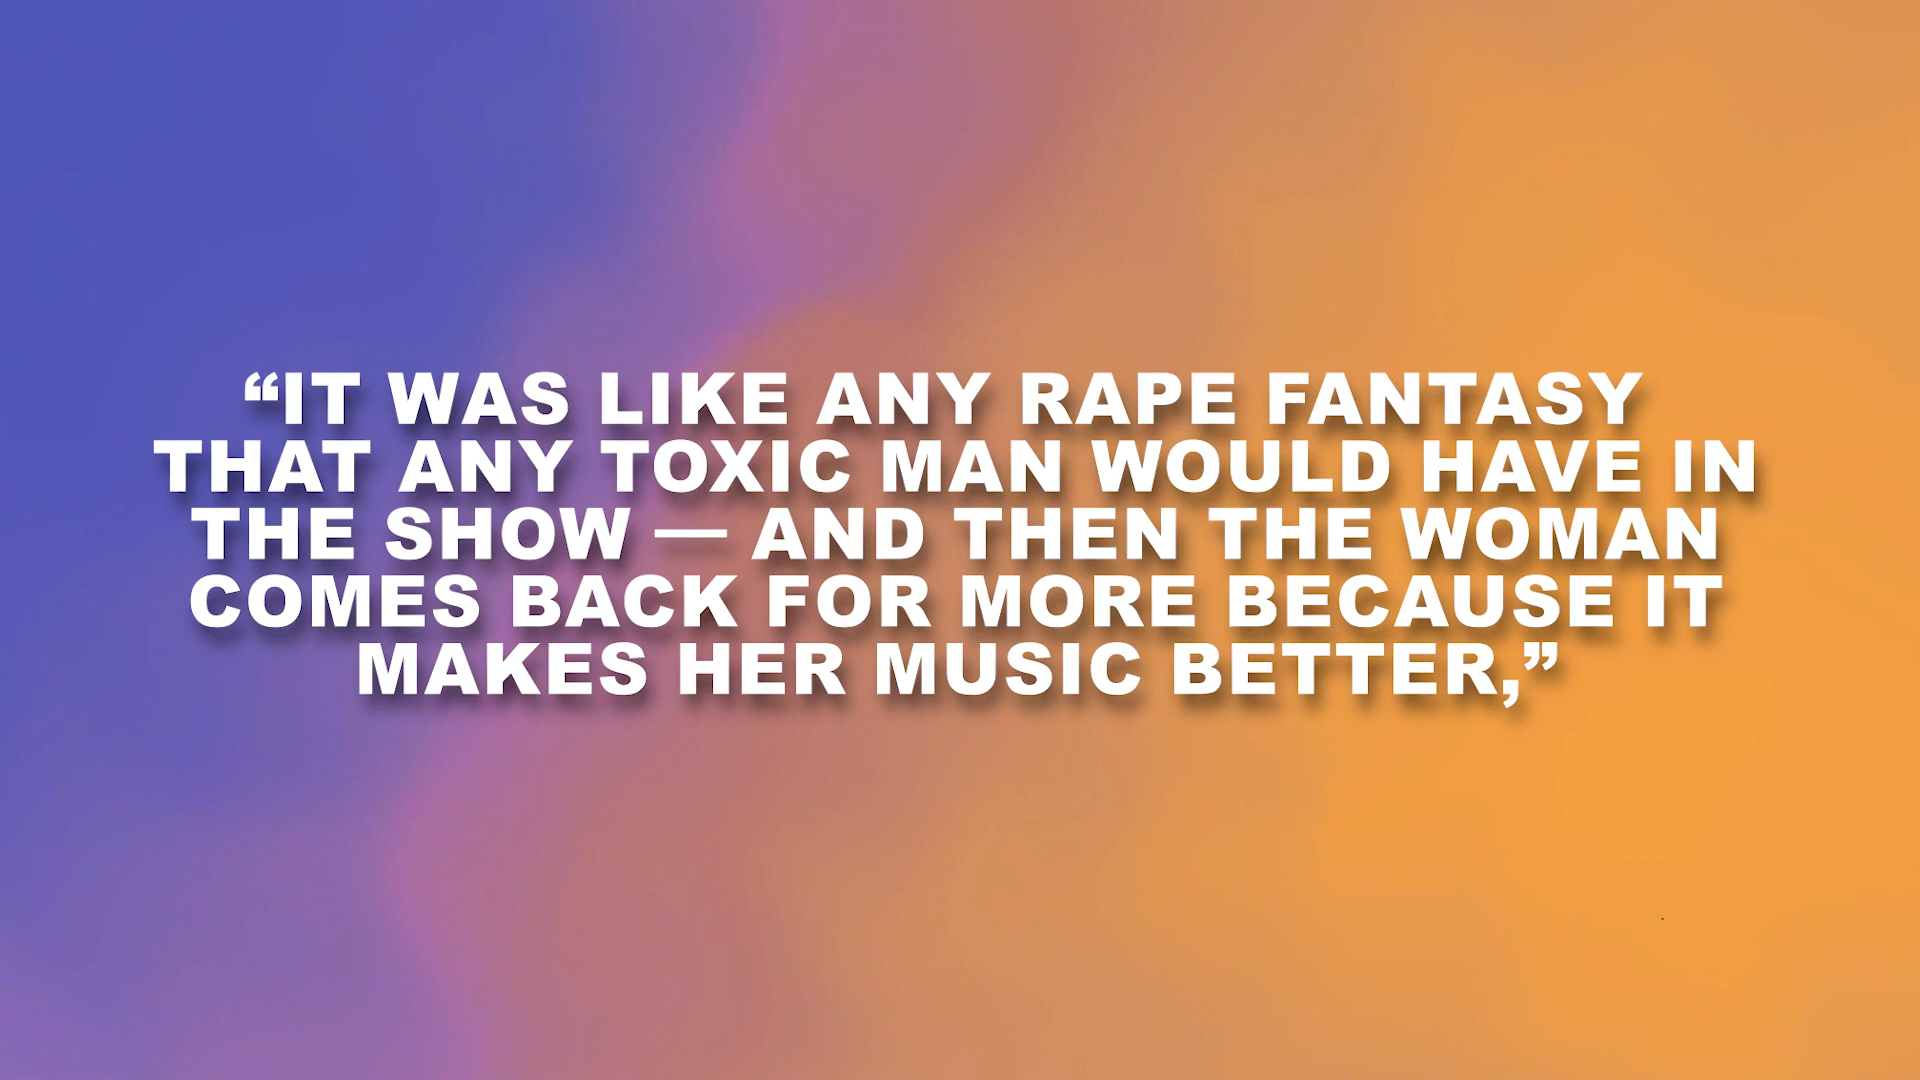 “IT WAS LIKE ANY RAPE FANTASY
THAT ANY TOXIC MAN WOULD HAVE IN
THE SHOW — AND THEN THE WOMAN
COMES BACK FOR MORE BECAUSE IT
MAKES HER MUSIC BETTER,”